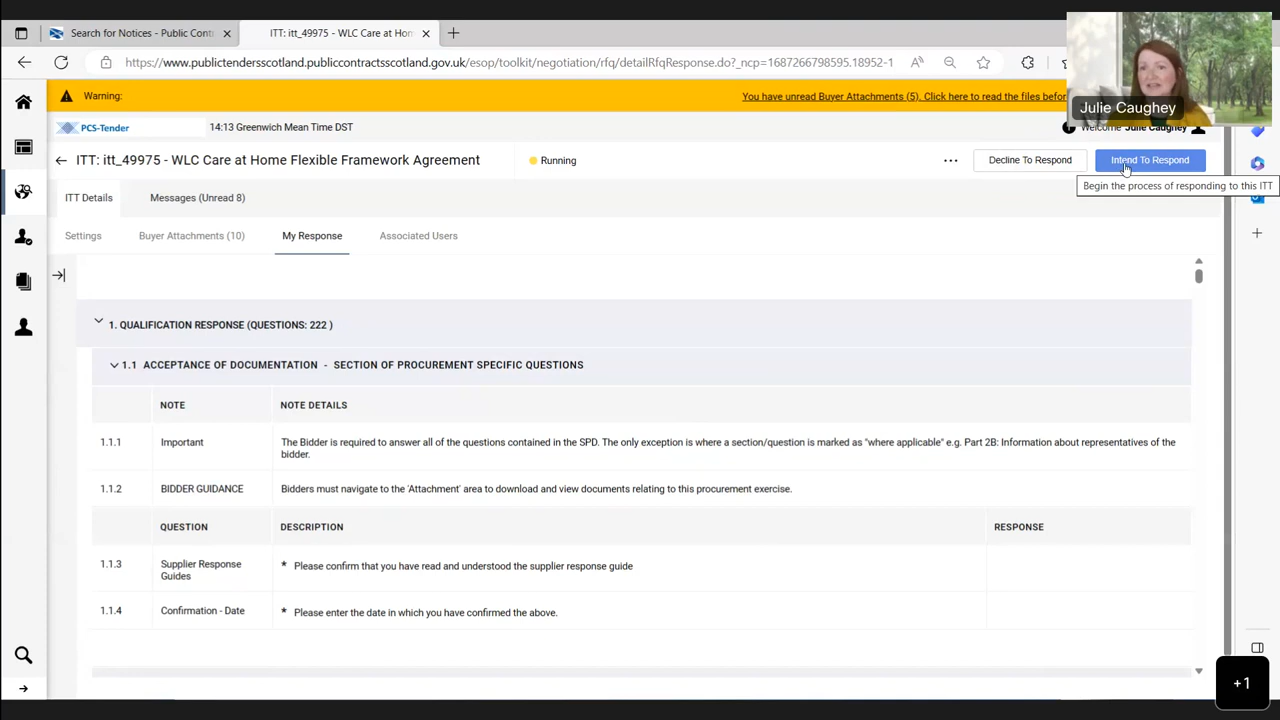 Search for Notices - Public Cont
ITT: itt_49975 - WLC Care at Hom
https://www.publictendersscotland.publiccontractsscotland.gov.uk/esop/toolkit/negotiation/rfq/detailRfqResponse.do?_ncp=1687266798595.18952-1
Warning:
You have unread Buyer Attachments (5). Click here to read the files befor
Julie Caughey
PCS-Tender
14:13 Greenwich Mean Time DST
Welcome Julie Caughey
ITT: itt_49975 - WLC Care at Home Flexible Framework Agreement
Running
Decline To Respond
Intend To Respond
Begin the process of responding to this ITT
ITT Details
Messages (Unread 8)
Settings
Buyer Attachments (10)
My Response
Associated Users
1. QUALIFICATION RESPONSE (QUESTIONS: 222 )
1.1 ACCEPTANCE OF DOCUMENTATION - SECTION OF PROCUREMENT SPECIFIC QUESTIONS
NOTE
NOTE DETAILS
1.1.1
Important
The Bidder is required to answer all of the questions contained in the SPD. The only exception is where a section/question is marked as "where applicable" e.g. Part 2B: Information about representatives of the
bidder.
1.1.2
BIDDER GUIDANCE
Bidders must navigate to the 'Attachment' area to download and view documents relating to this procurement exercise.
QUESTION
DESCRIPTION
RESPONSE
1.1.3
Supplier Response
Guides
* Please confirm that you have read and understood the supplier response guide
1.1.4
Confirmation - Date
* Please enter the date in which you have confirmed the above.
+1